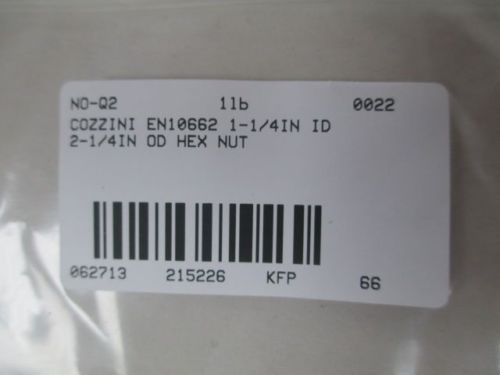 NO-Q2 1lb 0022
COZZINI EN10662 1-1/4IN ID
2-1/4IN OD HEX NUT
062713 215226 KFP 66